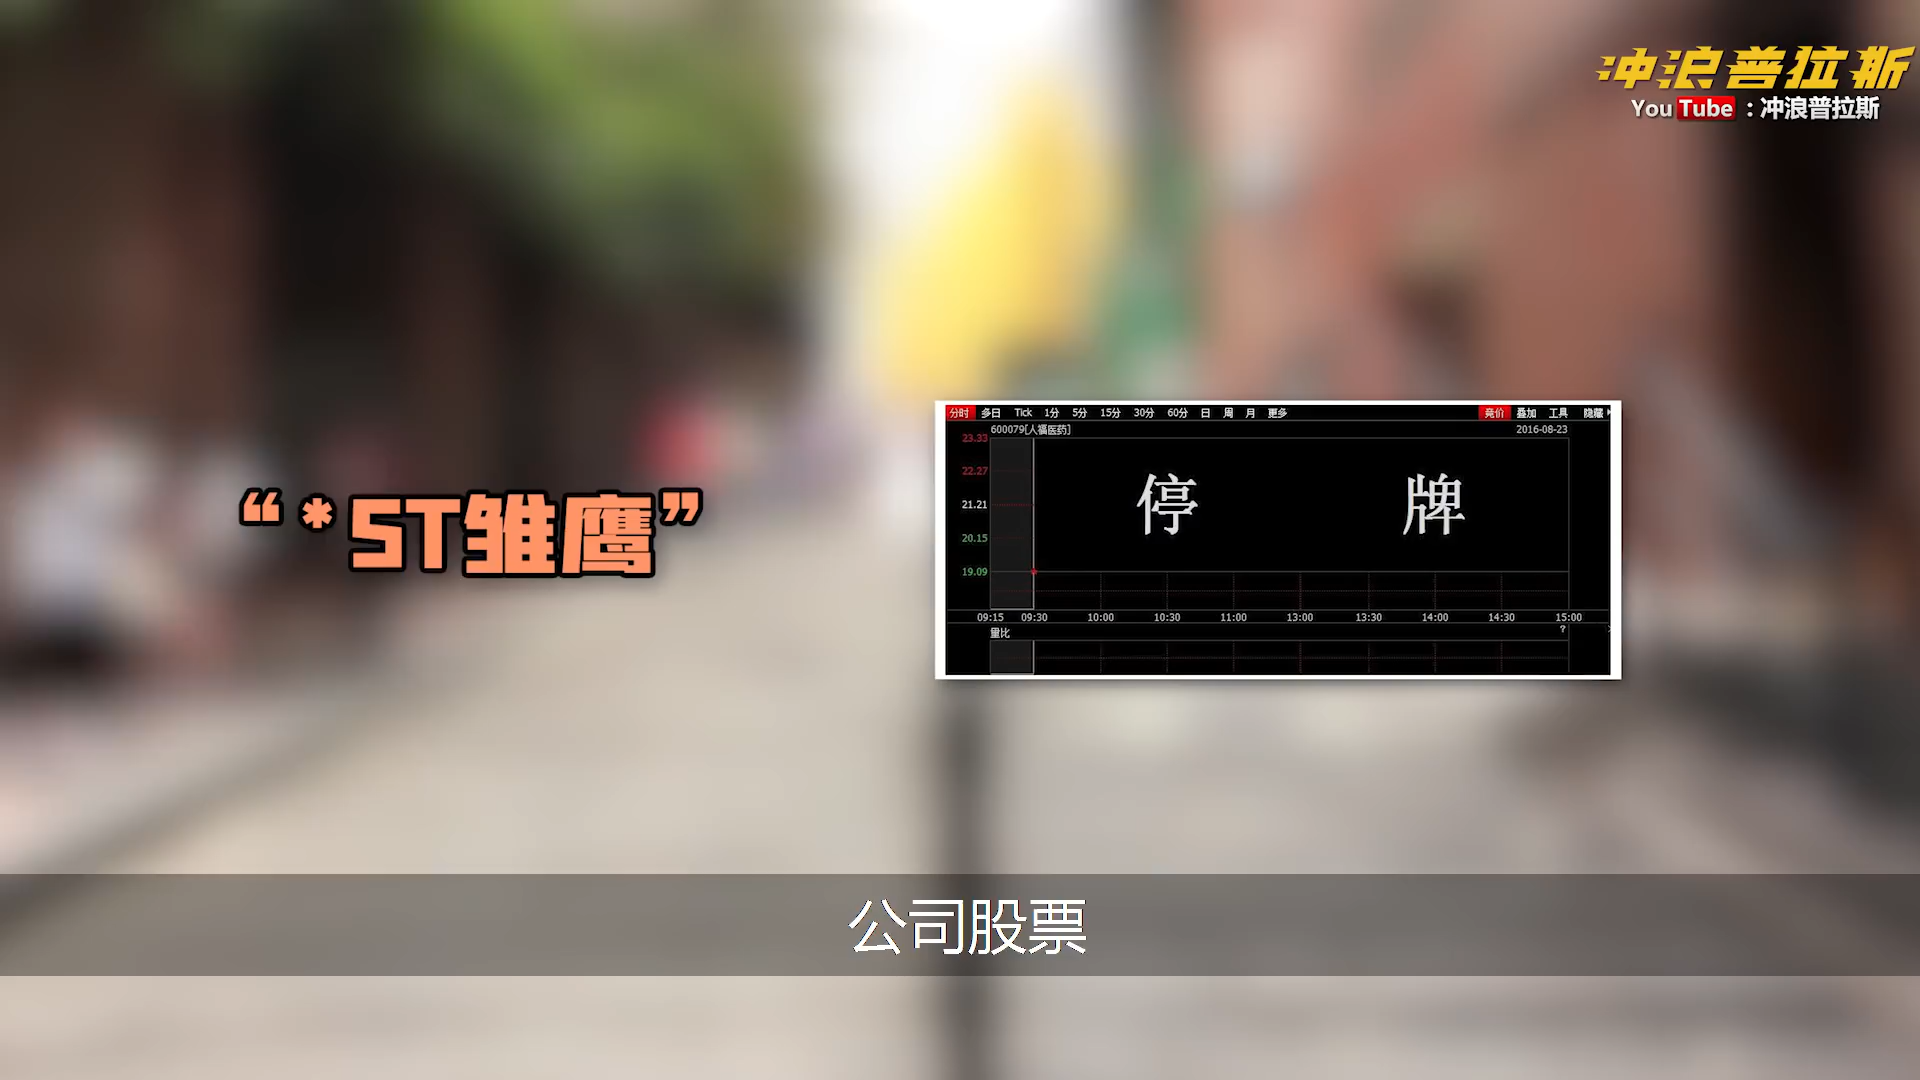 冲浪普拉斯
YouTube：冲浪普拉斯
分时 多日 Tick 1分 5分 15分 30分 60分 日 周 月 更多 竞价 叠加 工具 隐藏
600079[人福医药] 2016-08-23
23.33
22.27
21.21
20.15
19.09
停 牌
“*ST雏鹰”
09:15 09:30 10:00 10:30 11:00 13:00 13:30 14:00 14:30 15:00
量比 ?
公司股票